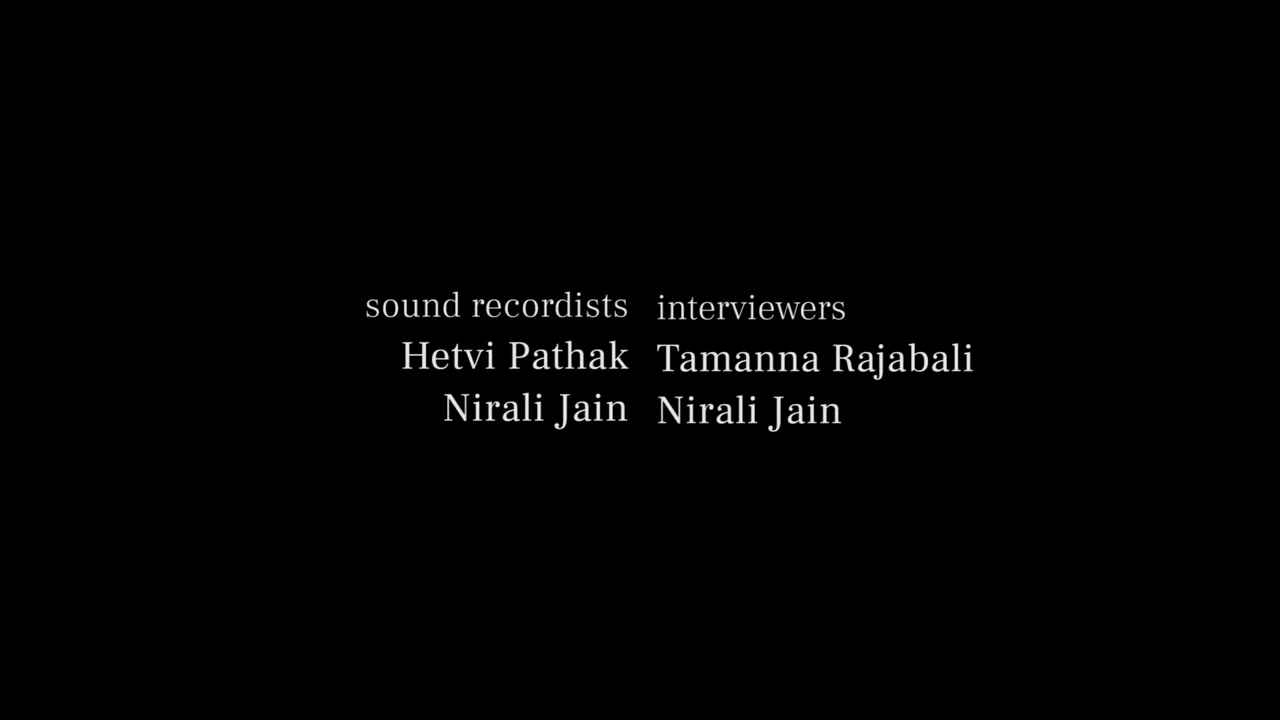 sound recordists
Hetvi Pathak
Nirali Jain
interviewers
Tamanna Rajabali
Nirali Jain